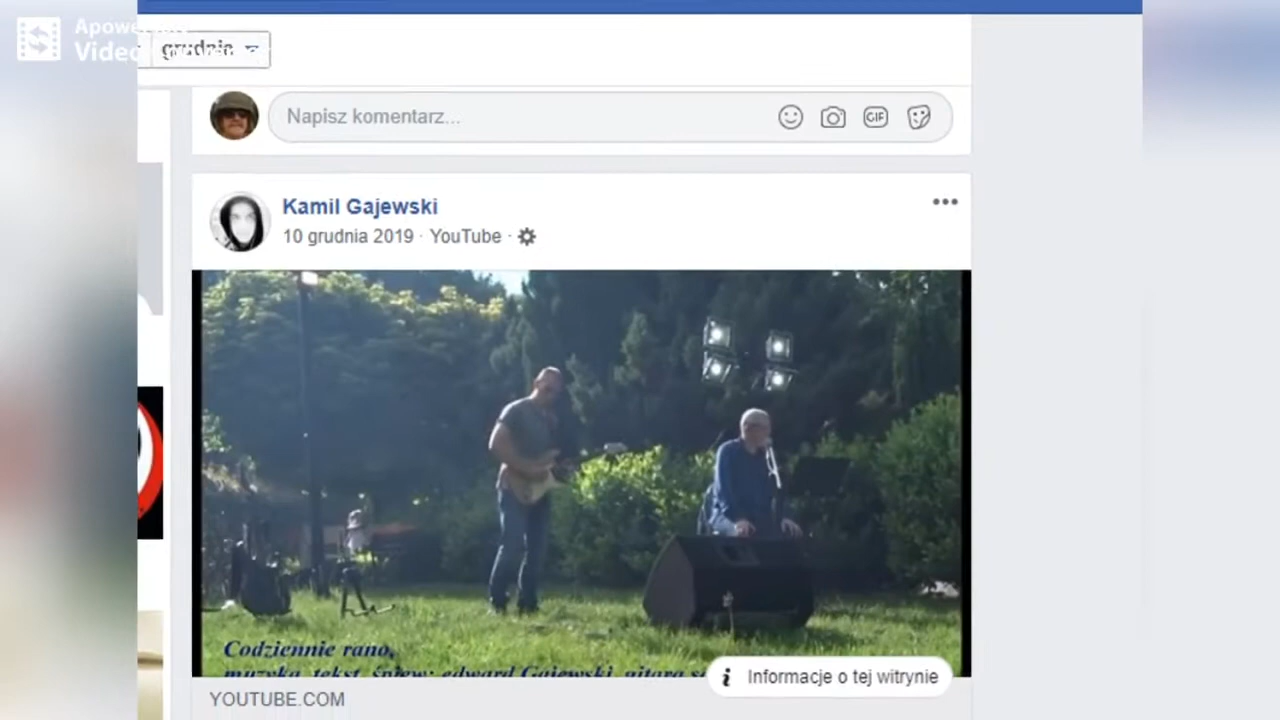 grudnia
Napisz komentarz...
GIF
Kamil Gajewski
10 grudnia 2019 · YouTube ·
Codziennie rano,
muzyka, tekst, śpiew: edward Gajewski, gitara
Informacje o tej witrynie
YOUTUBE.COM